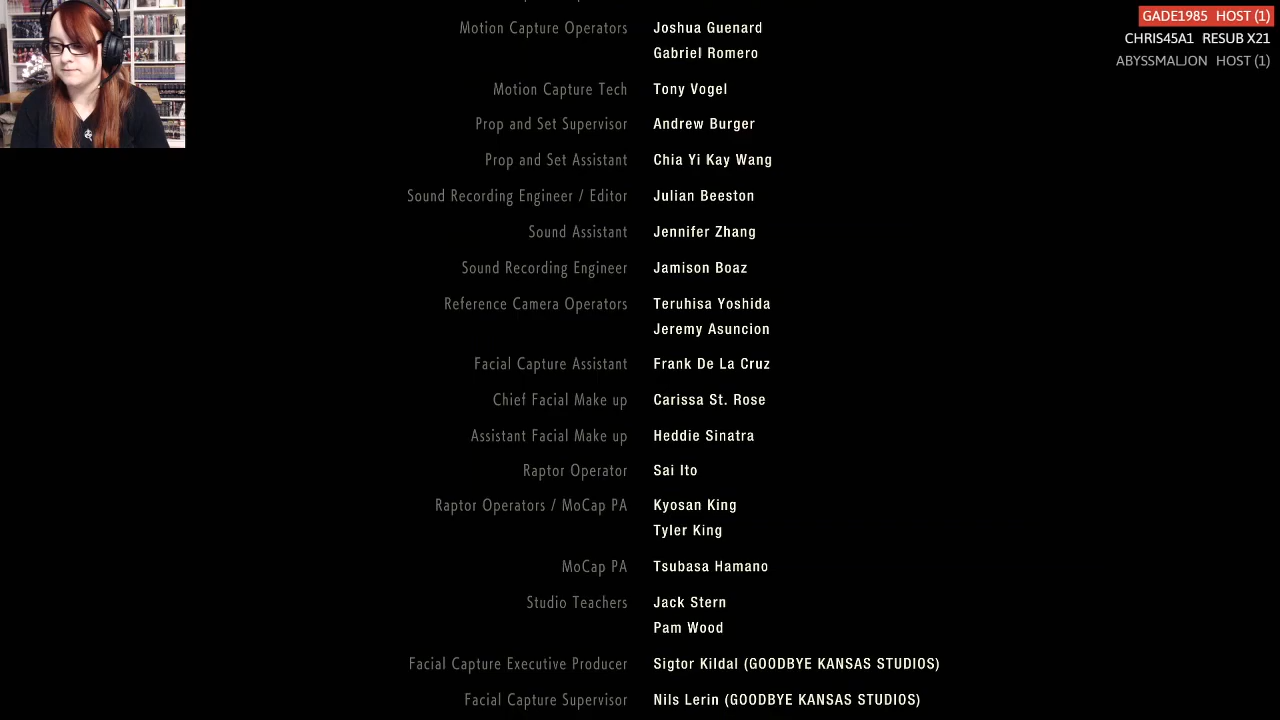 GADE1985 HOST (1)
CHRIS45A1 RESUB X21
ABYSSMALJON HOST (1)
Motion Capture Operators Joshua Guenard
Gabriel Romero
Motion Capture Tech Tony Vogel
Prop and Set Supervisor Andrew Burger
Prop and Set Assistant Chia Yi Kay Wang
Sound Recording Engineer / Editor Julian Beeston
Sound Assistant Jennifer Zhang
Sound Recording Engineer Jamison Boaz
Reference Camera Operators Teruhisa Yoshida
Jeremy Asuncion
Facial Capture Assistant Frank De La Cruz
Chief Facial Make up Carissa St. Rose
Assistant Facial Make up Heddie Sinatra
Raptor Operator Sai Ito
Raptor Operators / MoCap PA Kyosan King
Tyler King
MoCap PA Tsubasa Hamano
Studio Teachers Jack Stern
Pam Wood
Facial Capture Executive Producer Sigtor Kildal (GOODBYE KANSAS STUDIOS)
Facial Capture Supervisor Nils Lerin (GOODBYE KANSAS STUDIOS)